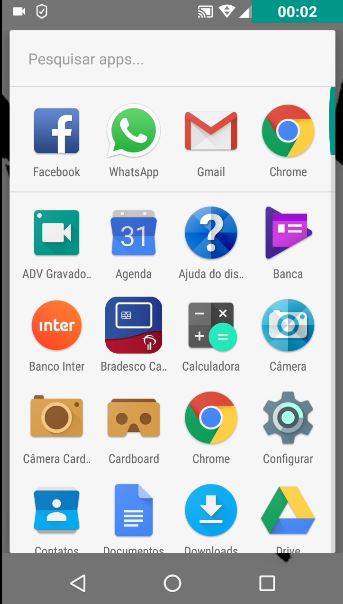 00:02
Pesquisar apps...
Facebook WhatsApp Gmail Chrome
31
ADV Gravado.. Agenda Ajuda do dis.. Banca
inter
Banco Inter Bradesco Ca.. Calculadora Câmera
Câmera Card.. Cardboard Chrome Configurar
Contatos Documentos Downloads Drive